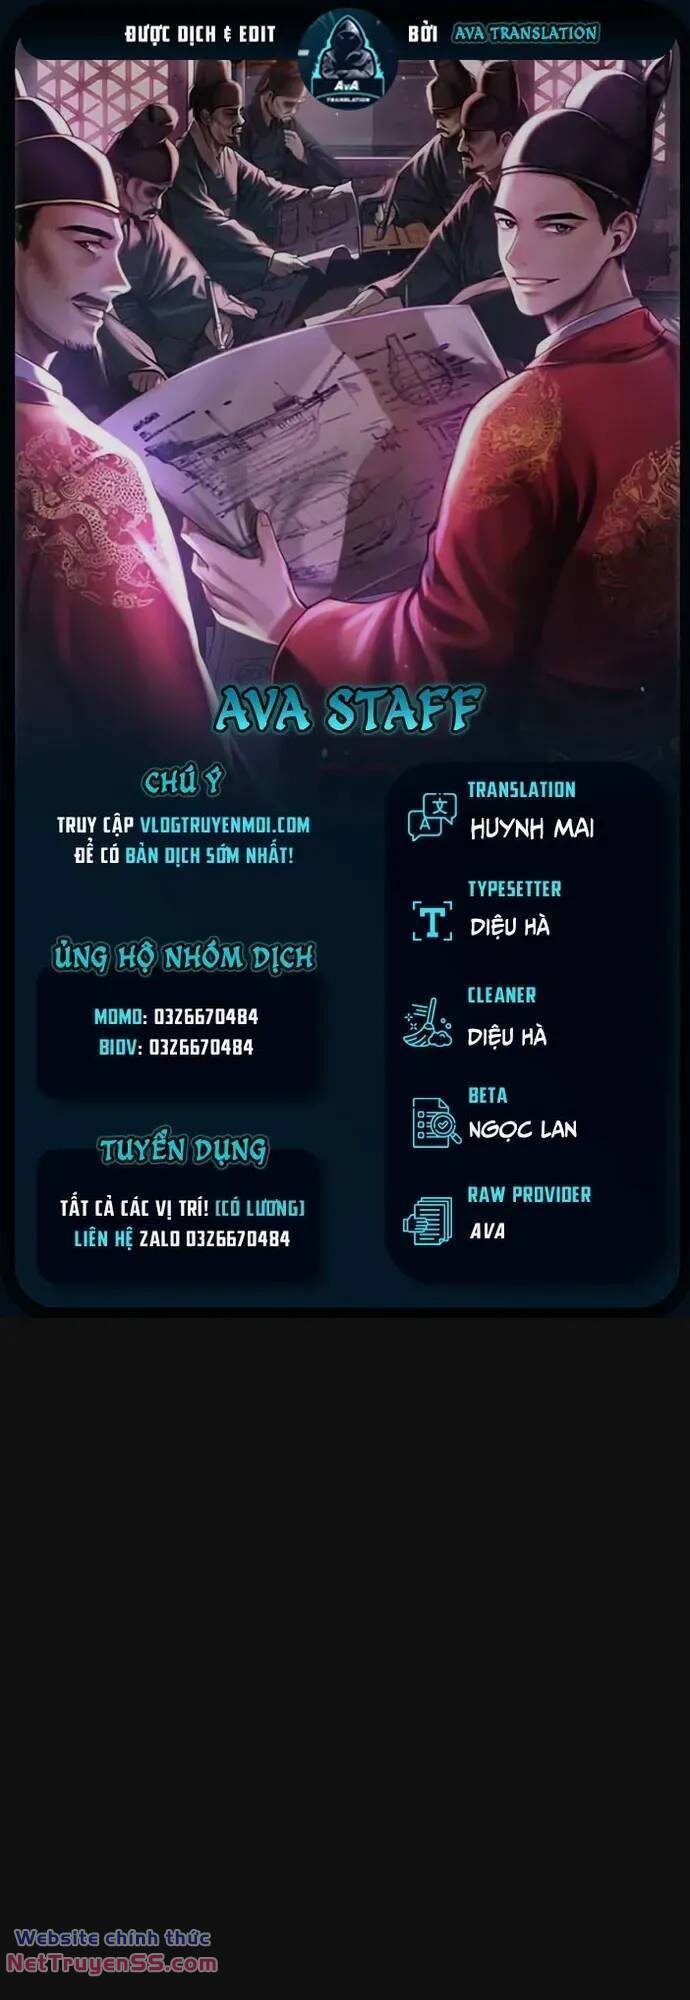 ĐƯỢC DỊCH & EDIT
AVA
TRANSLATION
BỞI AVA TRANSLATION
AVA STAFF
CHÚ Ý
TRUY CẬP VLOGTRUYENMOI.COM
ĐỂ CÓ BẢN DỊCH SỚM NHẤT!
ỦNG HỘ NHÓM DỊCH
MOMO: 0326670484
BIDV: 0326670484
TUYỂN DỤNG
TẤT CẢ CÁC VỊ TRÍ! (CÓ LƯƠNG)
LIÊN HỆ ZALO 0326670484
TRANSLATION
HUYNH MAI
TYPESETTER
DIỆU HÀ
CLEANER
DIỆU HÀ
BETA
NGỌC LAN
RAW PROVIDER
AVA
Website chính thức
NetTruyenSS.com